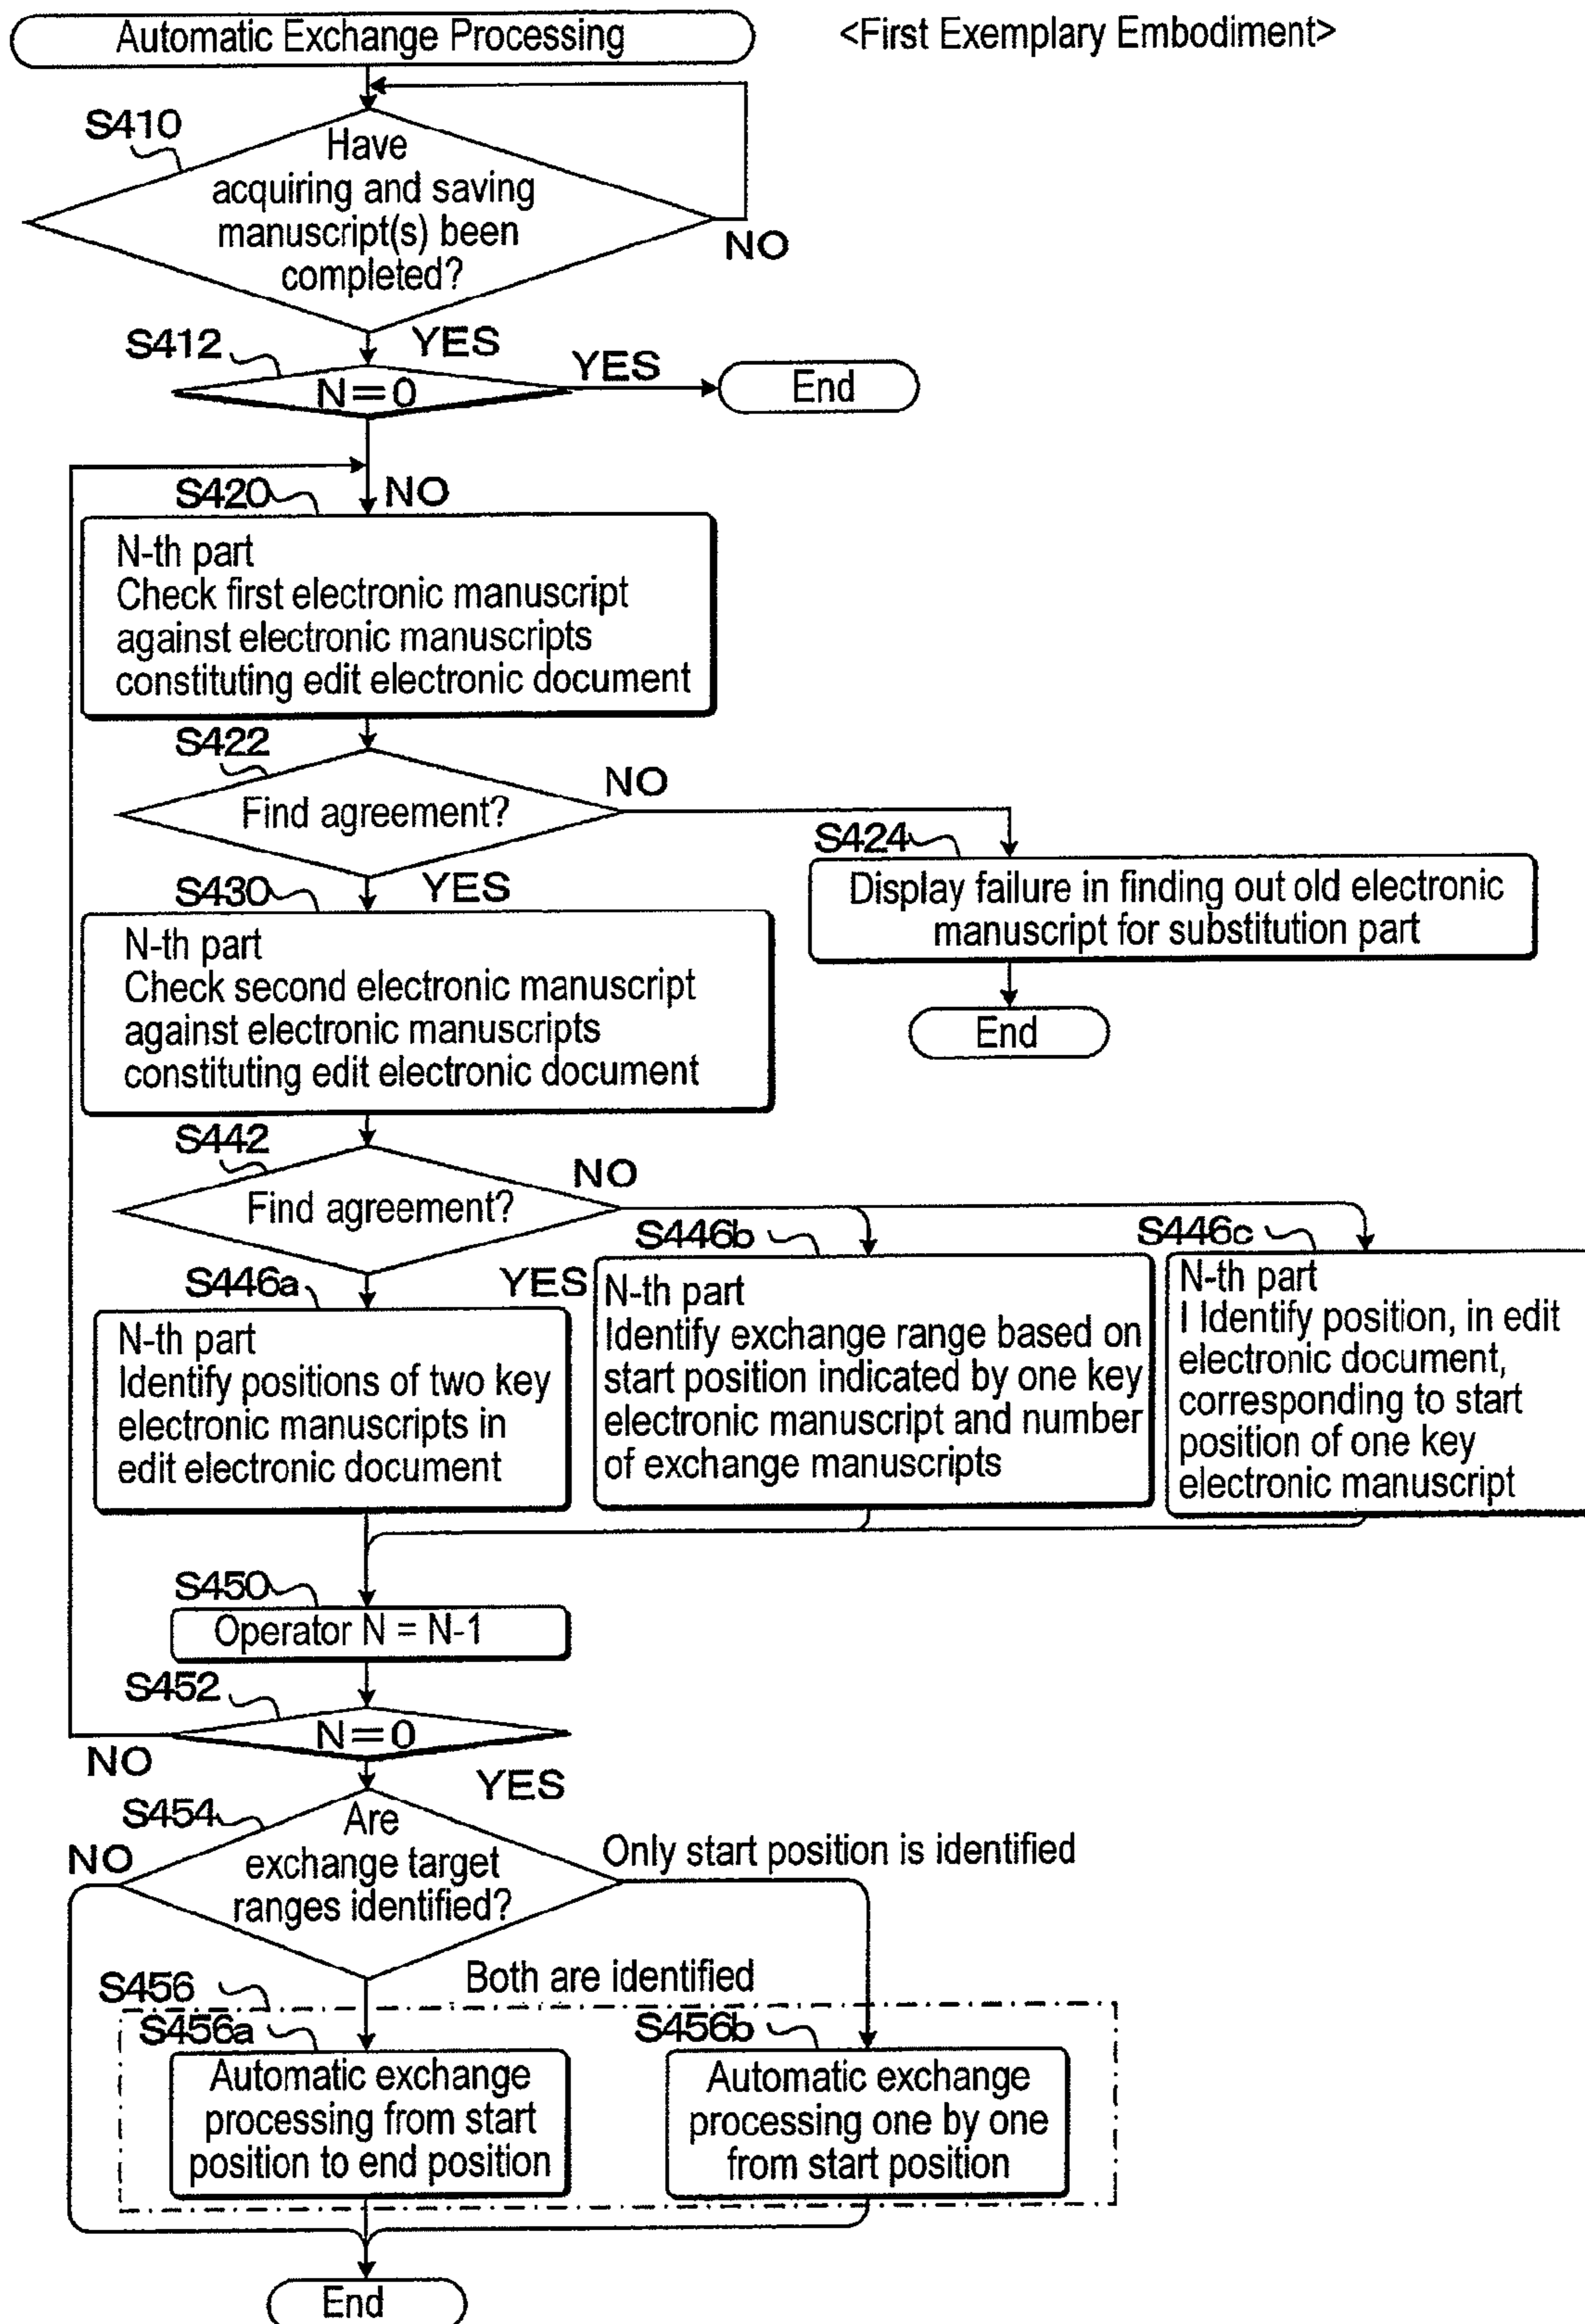 Automatic Exchange Processing
<First Exemplary Embodiment>
S410
Have
acquiring and saving
manuscript(s) been
completed?
NO
YES
S412
N=0
YES
End
NO
S420
N-th part
Check first electronic manuscript
against electronic manuscripts
constituting edit electronic document
S422
Find agreement?
NO
S424
Display failure in finding out old electronic
manuscript for substitution part
End
YES
S430
N-th part
Check second electronic manuscript
against electronic manuscripts
constituting edit electronic document
S442
Find agreement?
NO
YES
S446a
N-th part
Identify positions of two key
electronic manuscripts in
edit electronic document
S446b
N-th part
Identify exchange range based on
start position indicated by one key
electronic manuscript and number
of exchange manuscripts
S446c
N-th part
I Identify position, in edit
electronic document,
corresponding to start
position of one key
electronic manuscript
S450
Operator N = N-1
S452
N=0
NO
YES
S454
Are
exchange target
ranges identified?
NO
Only start position is identified
Both are identified
S456
S456a
Automatic exchange
processing from start
position to end position
S456b
Automatic exchange
processing one by one
from start position
End